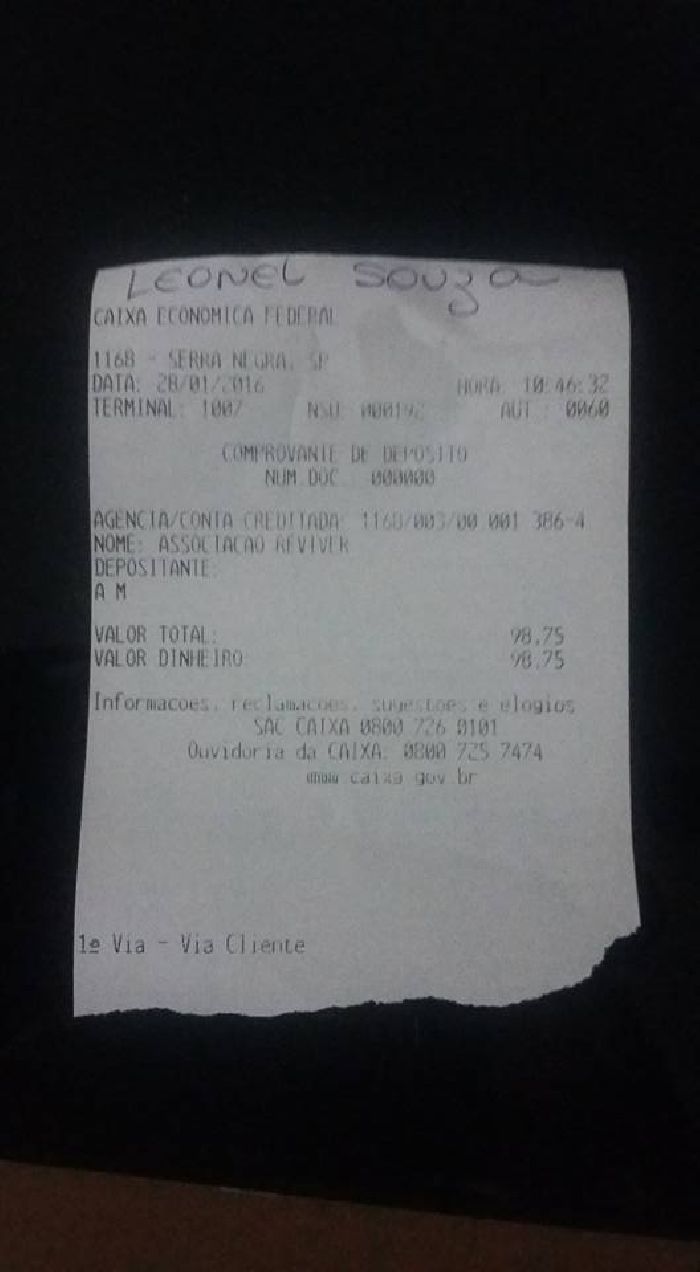 LEONEL SOUZA
CAIXA ECONOMICA FEDERAL
1168 - SERRA NEGRA, SP
DATA: 28/01/2016 HORA: 10:46:32
TERMINAL: 1007 NSU: 000192 AUT.: 0060
COMPROVANTE DE DEPOSITO
NUM.DOC.: 000000
AGENCIA/CONTA CREDITADA: 1168/003/00.001.386-4
NOME: ASSOCIACAO REVIVER
DEPOSITANTE:
A M
VALOR TOTAL: 98,75
VALOR DINHEIRO: 98,75
Informacoes, reclamacoes, sugestoes e elogios
SAC CAIXA 0800 726 0101
Ouvidoria da CAIXA: 0800 725 7474
www.caixa.gov.br
1ª Via - Via Cliente